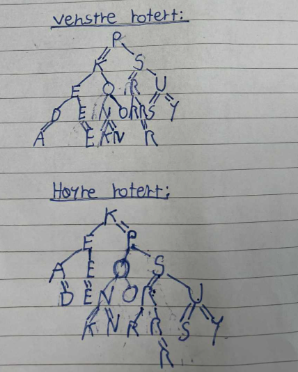 Venstre rotert:
P
K S
E O R U
D E N O R R S Y
A E K N R
Høyre rotert:
K
E P
A E O S
D E N O R U
K N R R S Y
R